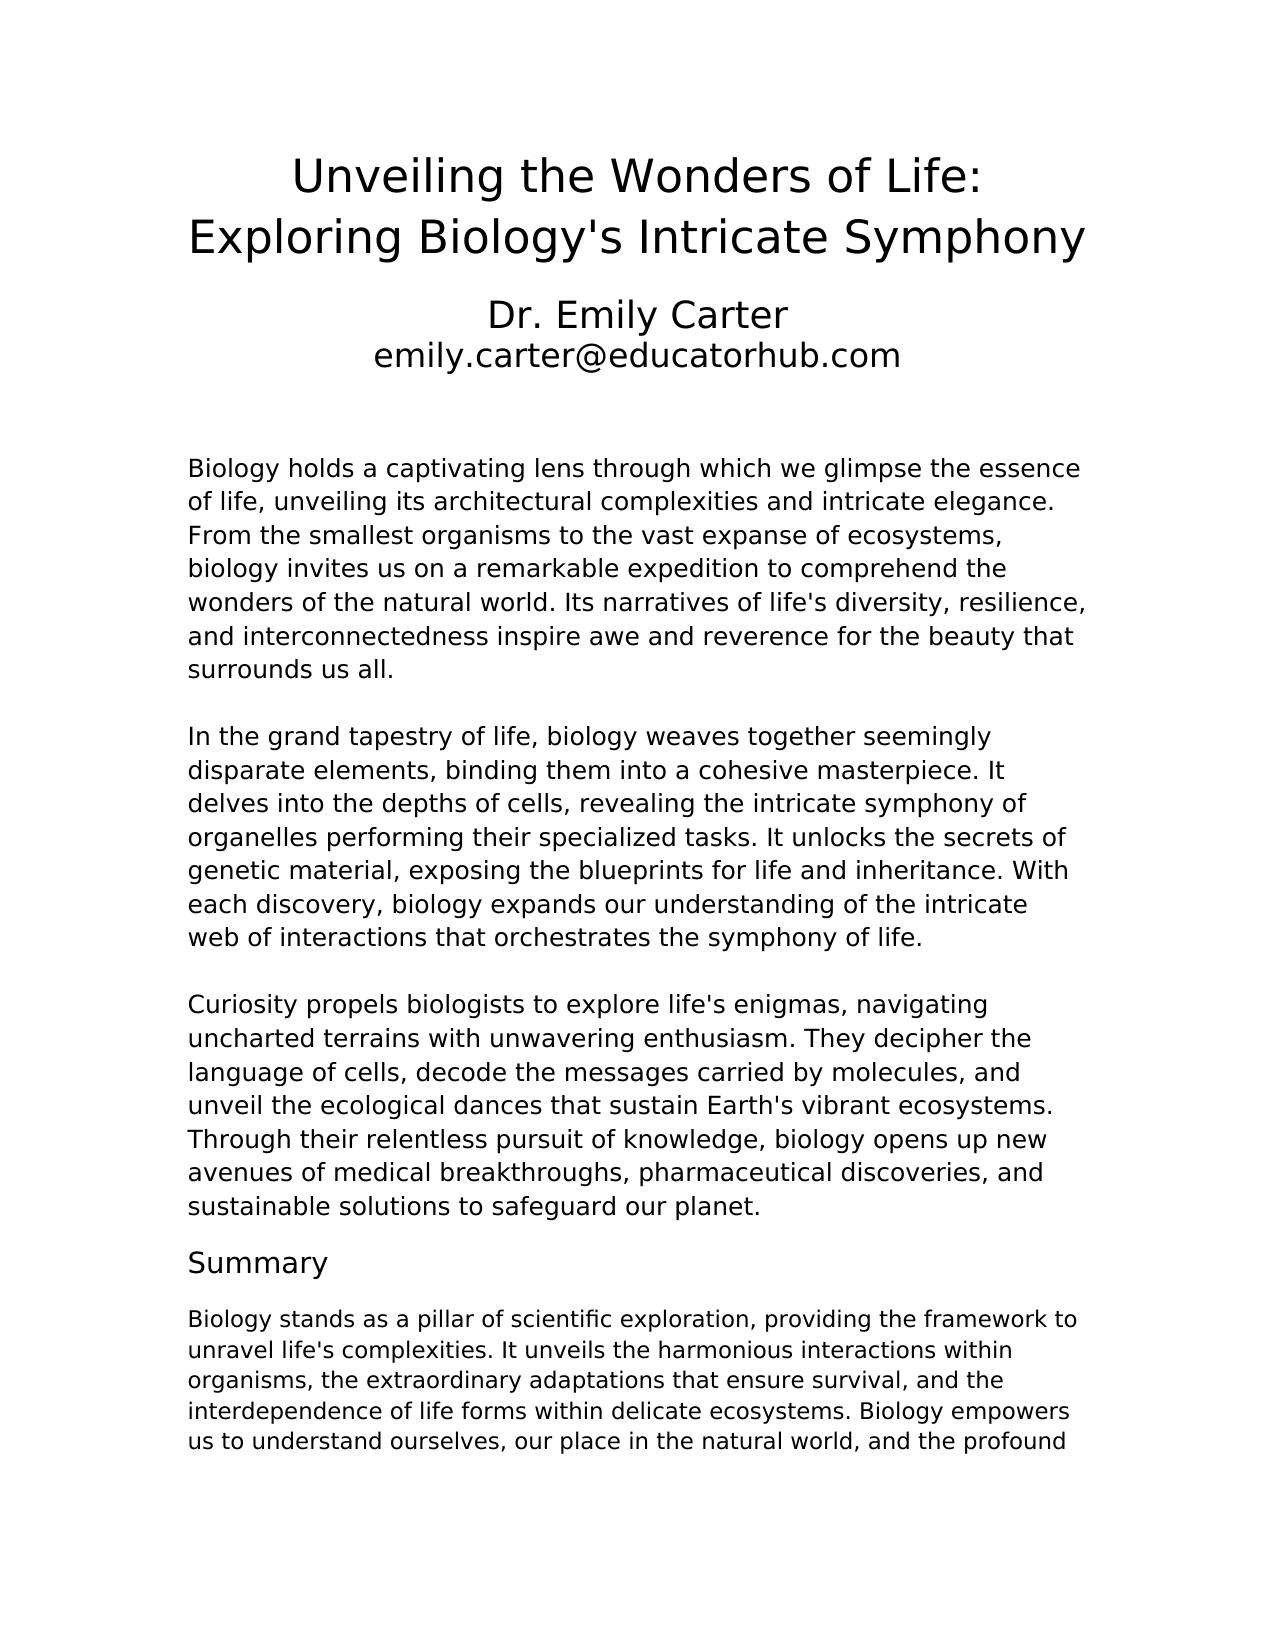 Unveiling the Wonders of Life:
Exploring Biology's Intricate Symphony
Dr. Emily Carter
emily.carter@educatorhub.com
Biology holds a captivating lens through which we glimpse the essence
of life, unveiling its architectural complexities and intricate elegance.
From the smallest organisms to the vast expanse of ecosystems,
biology invites us on a remarkable expedition to comprehend the
wonders of the natural world. Its narratives of life's diversity, resilience,
and interconnectedness inspire awe and reverence for the beauty that
surrounds us all.
In the grand tapestry of life, biology weaves together seemingly
disparate elements, binding them into a cohesive masterpiece. It
delves into the depths of cells, revealing the intricate symphony of
organelles performing their specialized tasks. It unlocks the secrets of
genetic material, exposing the blueprints for life and inheritance. With
each discovery, biology expands our understanding of the intricate
web of interactions that orchestrates the symphony of life.
Curiosity propels biologists to explore life's enigmas, navigating
uncharted terrains with unwavering enthusiasm. They decipher the
language of cells, decode the messages carried by molecules, and
unveil the ecological dances that sustain Earth's vibrant ecosystems.
Through their relentless pursuit of knowledge, biology opens up new
avenues of medical breakthroughs, pharmaceutical discoveries, and
sustainable solutions to safeguard our planet.
Summary
Biology stands as a pillar of scientific exploration, providing the framework to
unravel life's complexities. It unveils the harmonious interactions within
organisms, the extraordinary adaptations that ensure survival, and the
interdependence of life forms within delicate ecosystems. Biology empowers
us to understand ourselves, our place in the natural world, and the profound